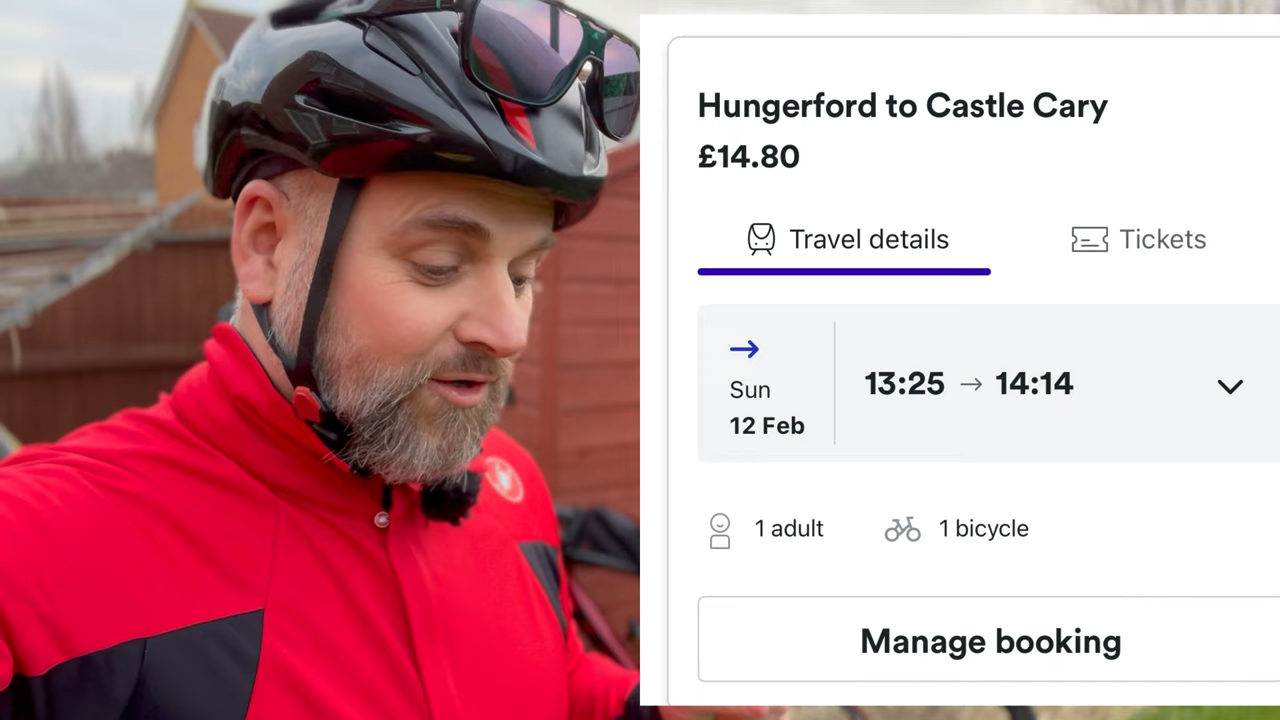 Hungerford to Castle Cary
£14.80
Travel details
Tickets
Sun
12 Feb
13:25 → 14:14
1 adult
1 bicycle
Manage booking